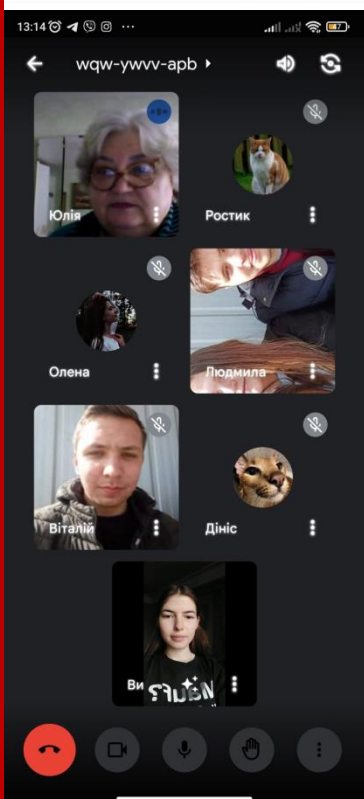 13:14
wqw-ywvv-apb
Юлія
Ростик
Олена
Людмила
Віталій
Дініс
Ви